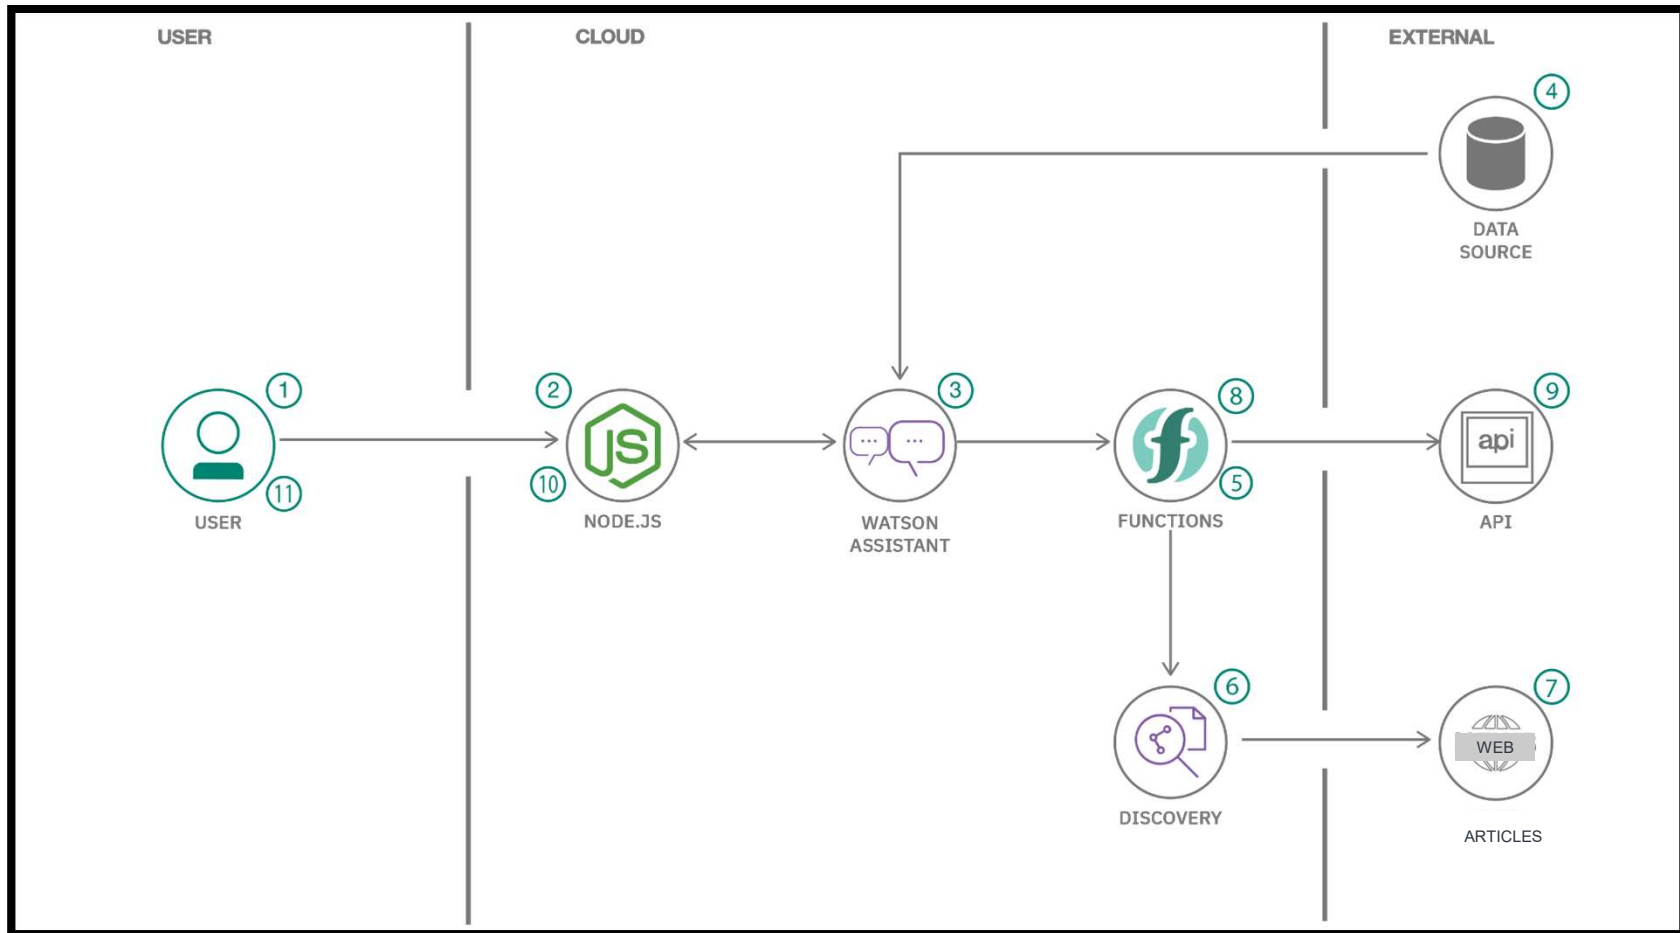 USER
CLOUD
EXTERNAL
4
DATA
SOURCE
1
11
USER
2
10
JS
NODE.JS
3
WATSON
ASSISTANT
8
5
FUNCTIONS
9
api
API
6
DISCOVERY
7
WEB
ARTICLES